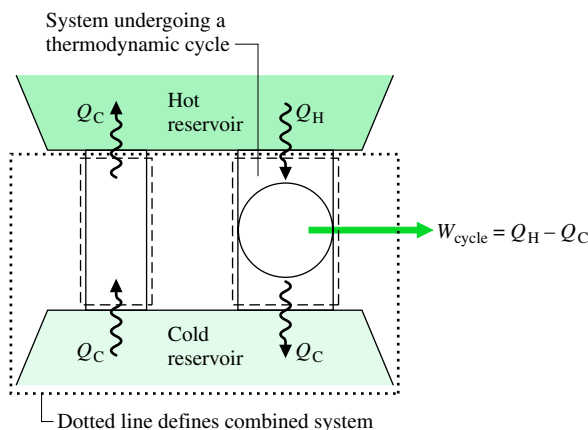 System undergoing a
thermodynamic cycle
Q_C
Hot
reservoir
Q_H
W_cycle = Q_H – Q_C
Q_C
Cold
reservoir
Q_C
Dotted line defines combined system